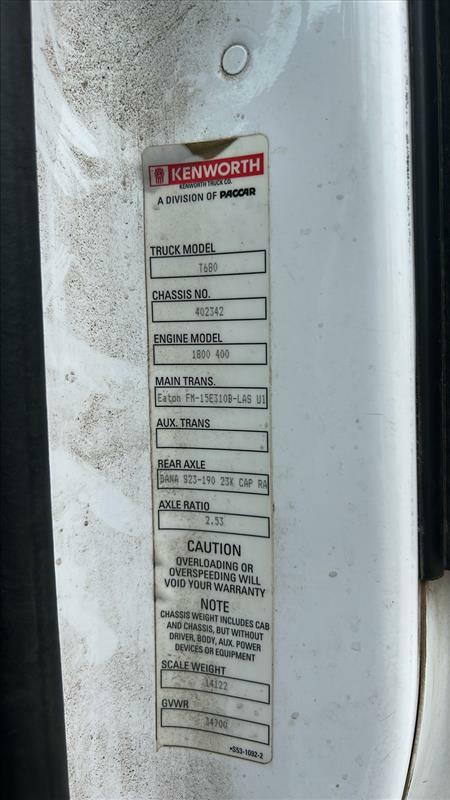 KENWORTH
KENWORTH TRUCK CO.
A DIVISION OF PACCAR
TRUCK MODEL
T680
CHASSIS NO.
402342
ENGINE MODEL
1800 400
MAIN TRANS.
Eaton FM-15E310B-LAS U1
AUX. TRANS
REAR AXLE
DANA S23-190 23K CAP RA
AXLE RATIO
2.53
CAUTION
OVERLOADING OR
OVERSPEEDING WILL
VOID YOUR WARRANTY
NOTE
CHASSIS WEIGHT INCLUDES CAB
AND CHASSIS, BUT WITHOUT
DRIVER, BODY, AUX. POWER
DEVICES OR EQUIPMENT
SCALE WEIGHT
14122
GVWR
34700
*S53-1092-2